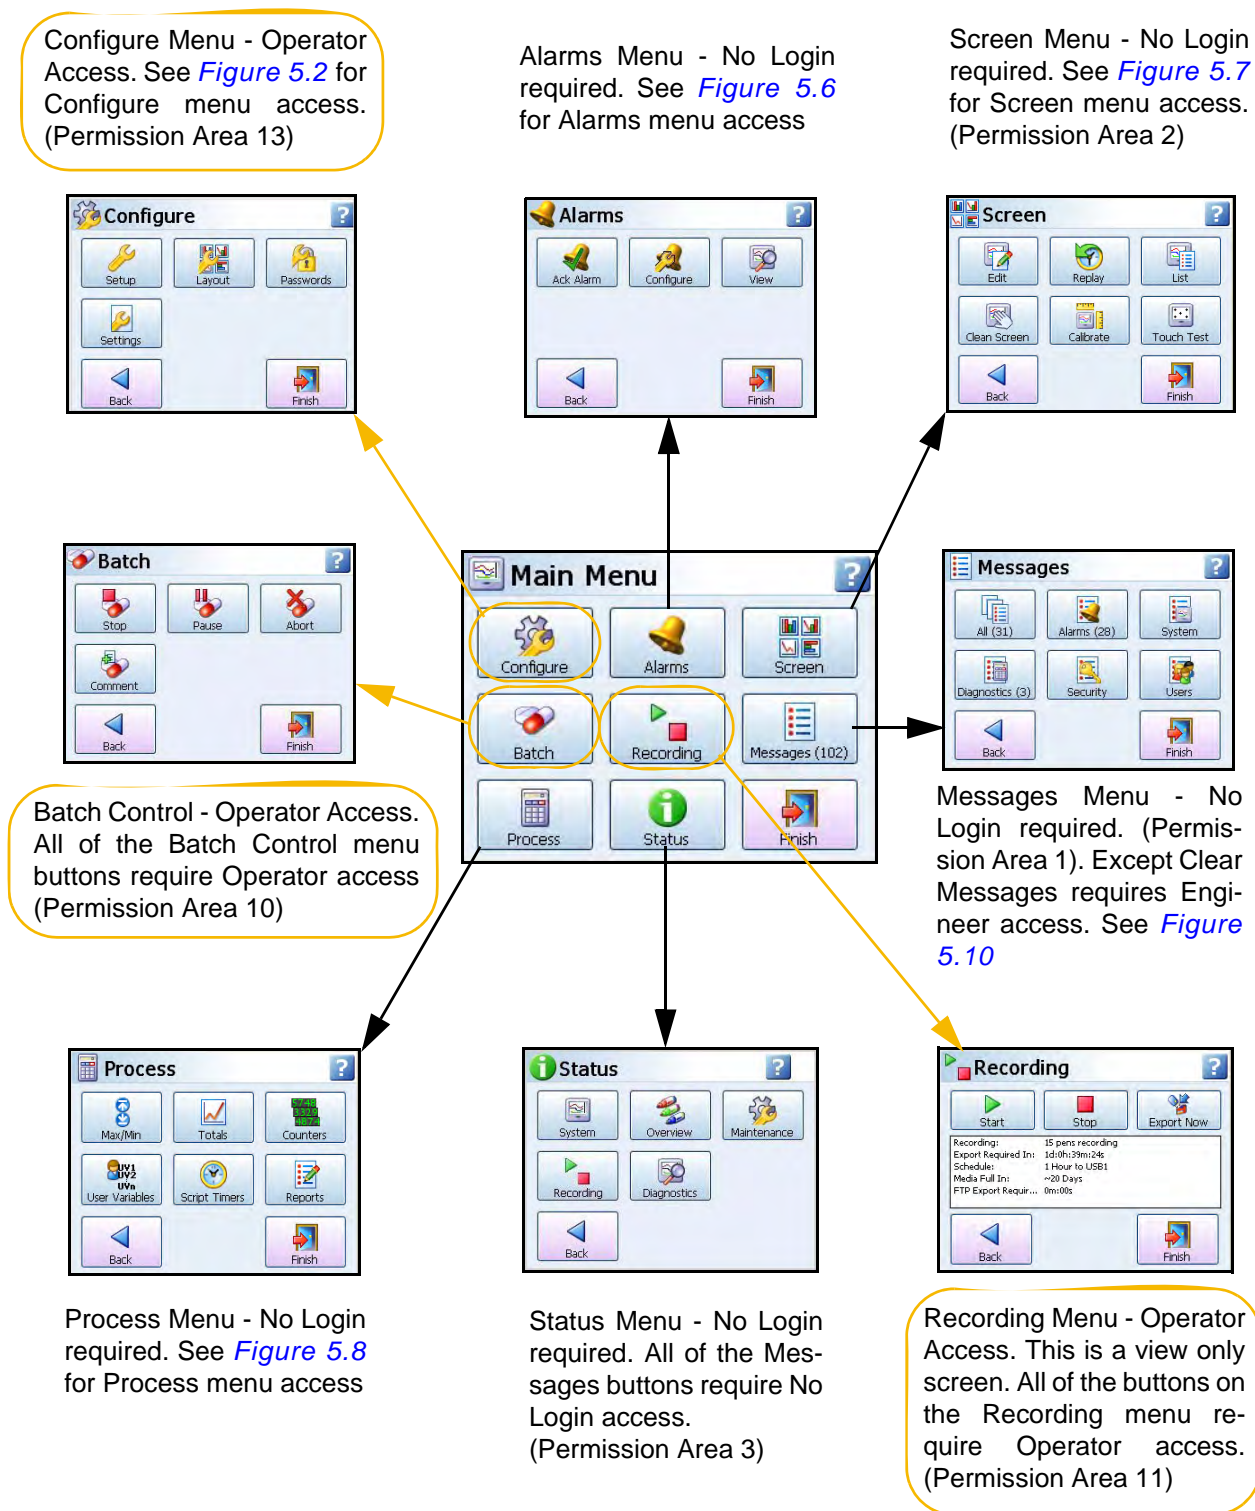 Configure Menu - Operator
Access. See Figure 5.2 for
Configure menu access.
(Permission Area 13)
Alarms Menu - No Login
required. See Figure 5.6
for Alarms menu access
Screen Menu - No Login
required. See Figure 5.7
for Screen menu access.
(Permission Area 2)
Configure
?
Setup
Layout
Passwords
Settings
Back
Finish
Alarms
?
Ack Alarm
Configure
View
Back
Finish
Screen
?
Edit
Replay
List
Clean Screen
Calibrate
Touch Test
Back
Finish
Batch
?
Stop
Pause
Abort
Comment
Back
Finish
Main Menu
?
Configure
Alarms
Screen
Batch
Recording
Messages (102)
Process
Status
Finish
Messages
?
All (31)
Alarms (28)
System
Diagnostics (3)
Security
Users
Back
Finish
Batch Control - Operator Access.
All of the Batch Control menu
buttons require Operator access
(Permission Area 10)
Messages Menu - No
Login required. (Permis-
sion Area 1). Except Clear
Messages requires Engi-
neer access. See Figure
5.10
Process
?
Max/Min
Totals
Counters
UV1
UV2
UVn
User Variables
Script Timers
Reports
Back
Finish
Status
?
System
Overview
Maintenance
Recording
Diagnostics
Back
Recording
?
Start
Stop
Export Now
Recording: 15 pens recording
Export Required In: 1d:0h:39m:24s
Schedule: 1 Hour to USB1
Media Full In: ~20 Days
FTP Export Requir... 0m:00s
Back
Finish
Process Menu - No Login
required. See Figure 5.8
for Process menu access
Status Menu - No Login
required. All of the Mes-
sages buttons require No
Login access.
(Permission Area 3)
Recording Menu - Operator
Access. This is a view only
screen. All of the buttons on
the Recording menu re-
quire Operator access.
(Permission Area 11)